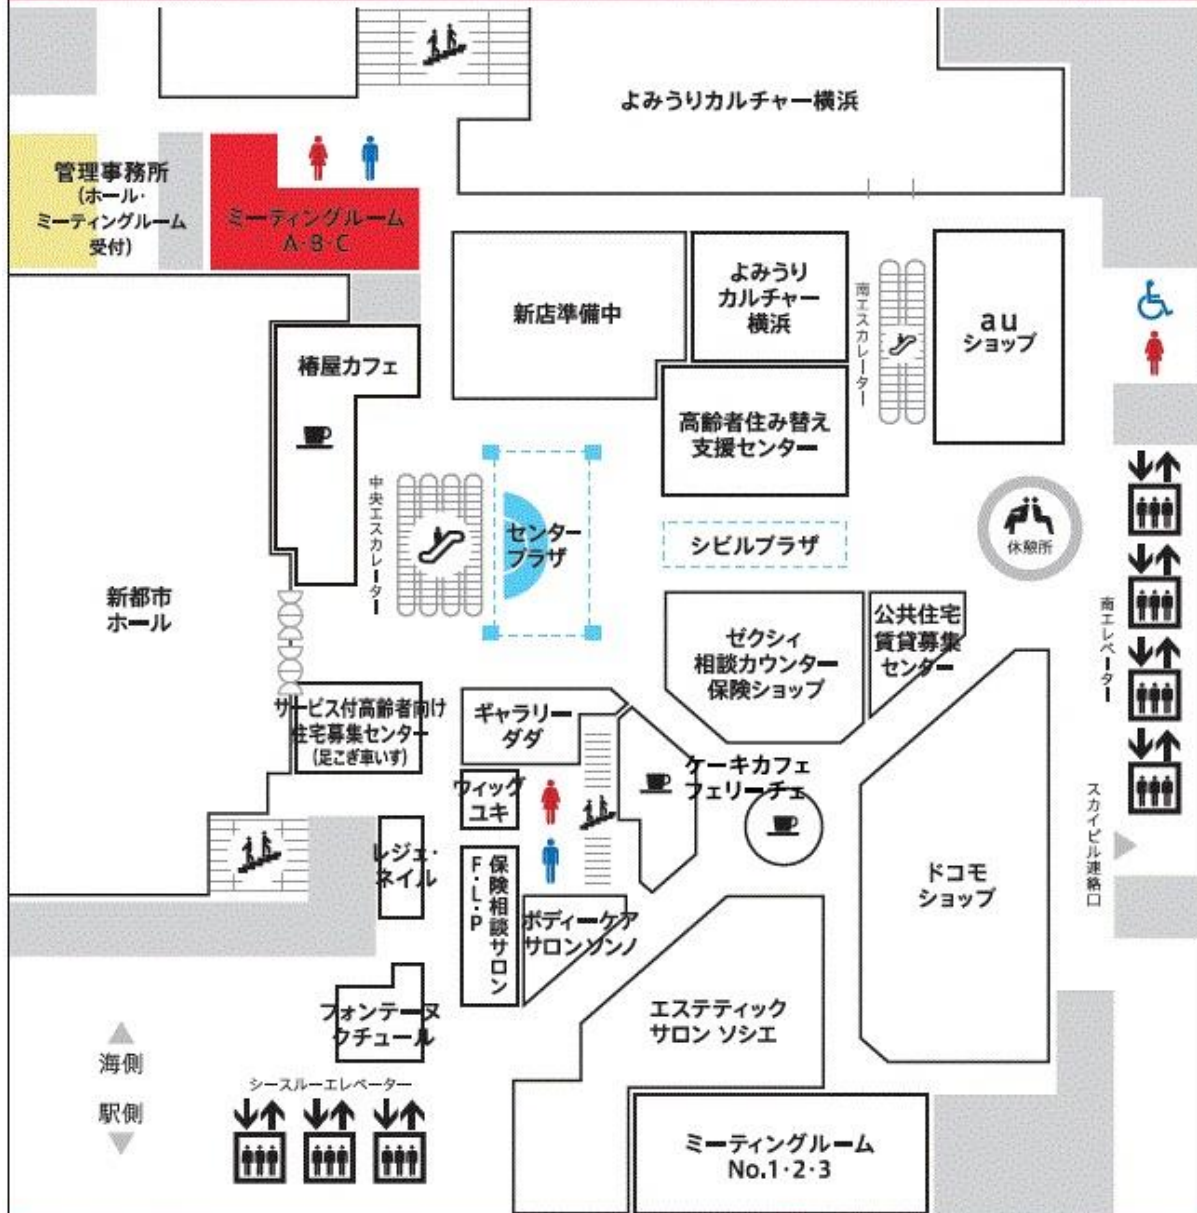 よみうりカルチャー横浜
管理事務所
(ホール・
ミーティングルーム
受付)
ミーティングルーム
A・B・C
新店準備中
よみうり
カルチャー
横浜
南エスカレーター
au
ショップ
椿屋カフェ
高齢者住み替え
支援センター
中央エスカレーター
センター
プラザ
シビルプラザ
休憩所
新都市
ホール
ゼクシィ
相談カウンター
保険ショップ
公共住宅
賃貸募集
センター
南エレベーター
サービス付高齢者向け
住宅募集センター
(足こぎ車いす)
ギャラリー
ダダ
ウィッグ
ユキ
ケーキカフェ
フェリーチェ
スカイビル連絡口
レジェ・
ネイル
保険相談サロン
F・L・P
ボディーケア
サロンソンノ
ドコモ
ショップ
フォンテーヌ
クチュール
エステティック
サロン ソシエ
海側
駅側
シースルーエレベーター
ミーティングルーム
No.1・2・3